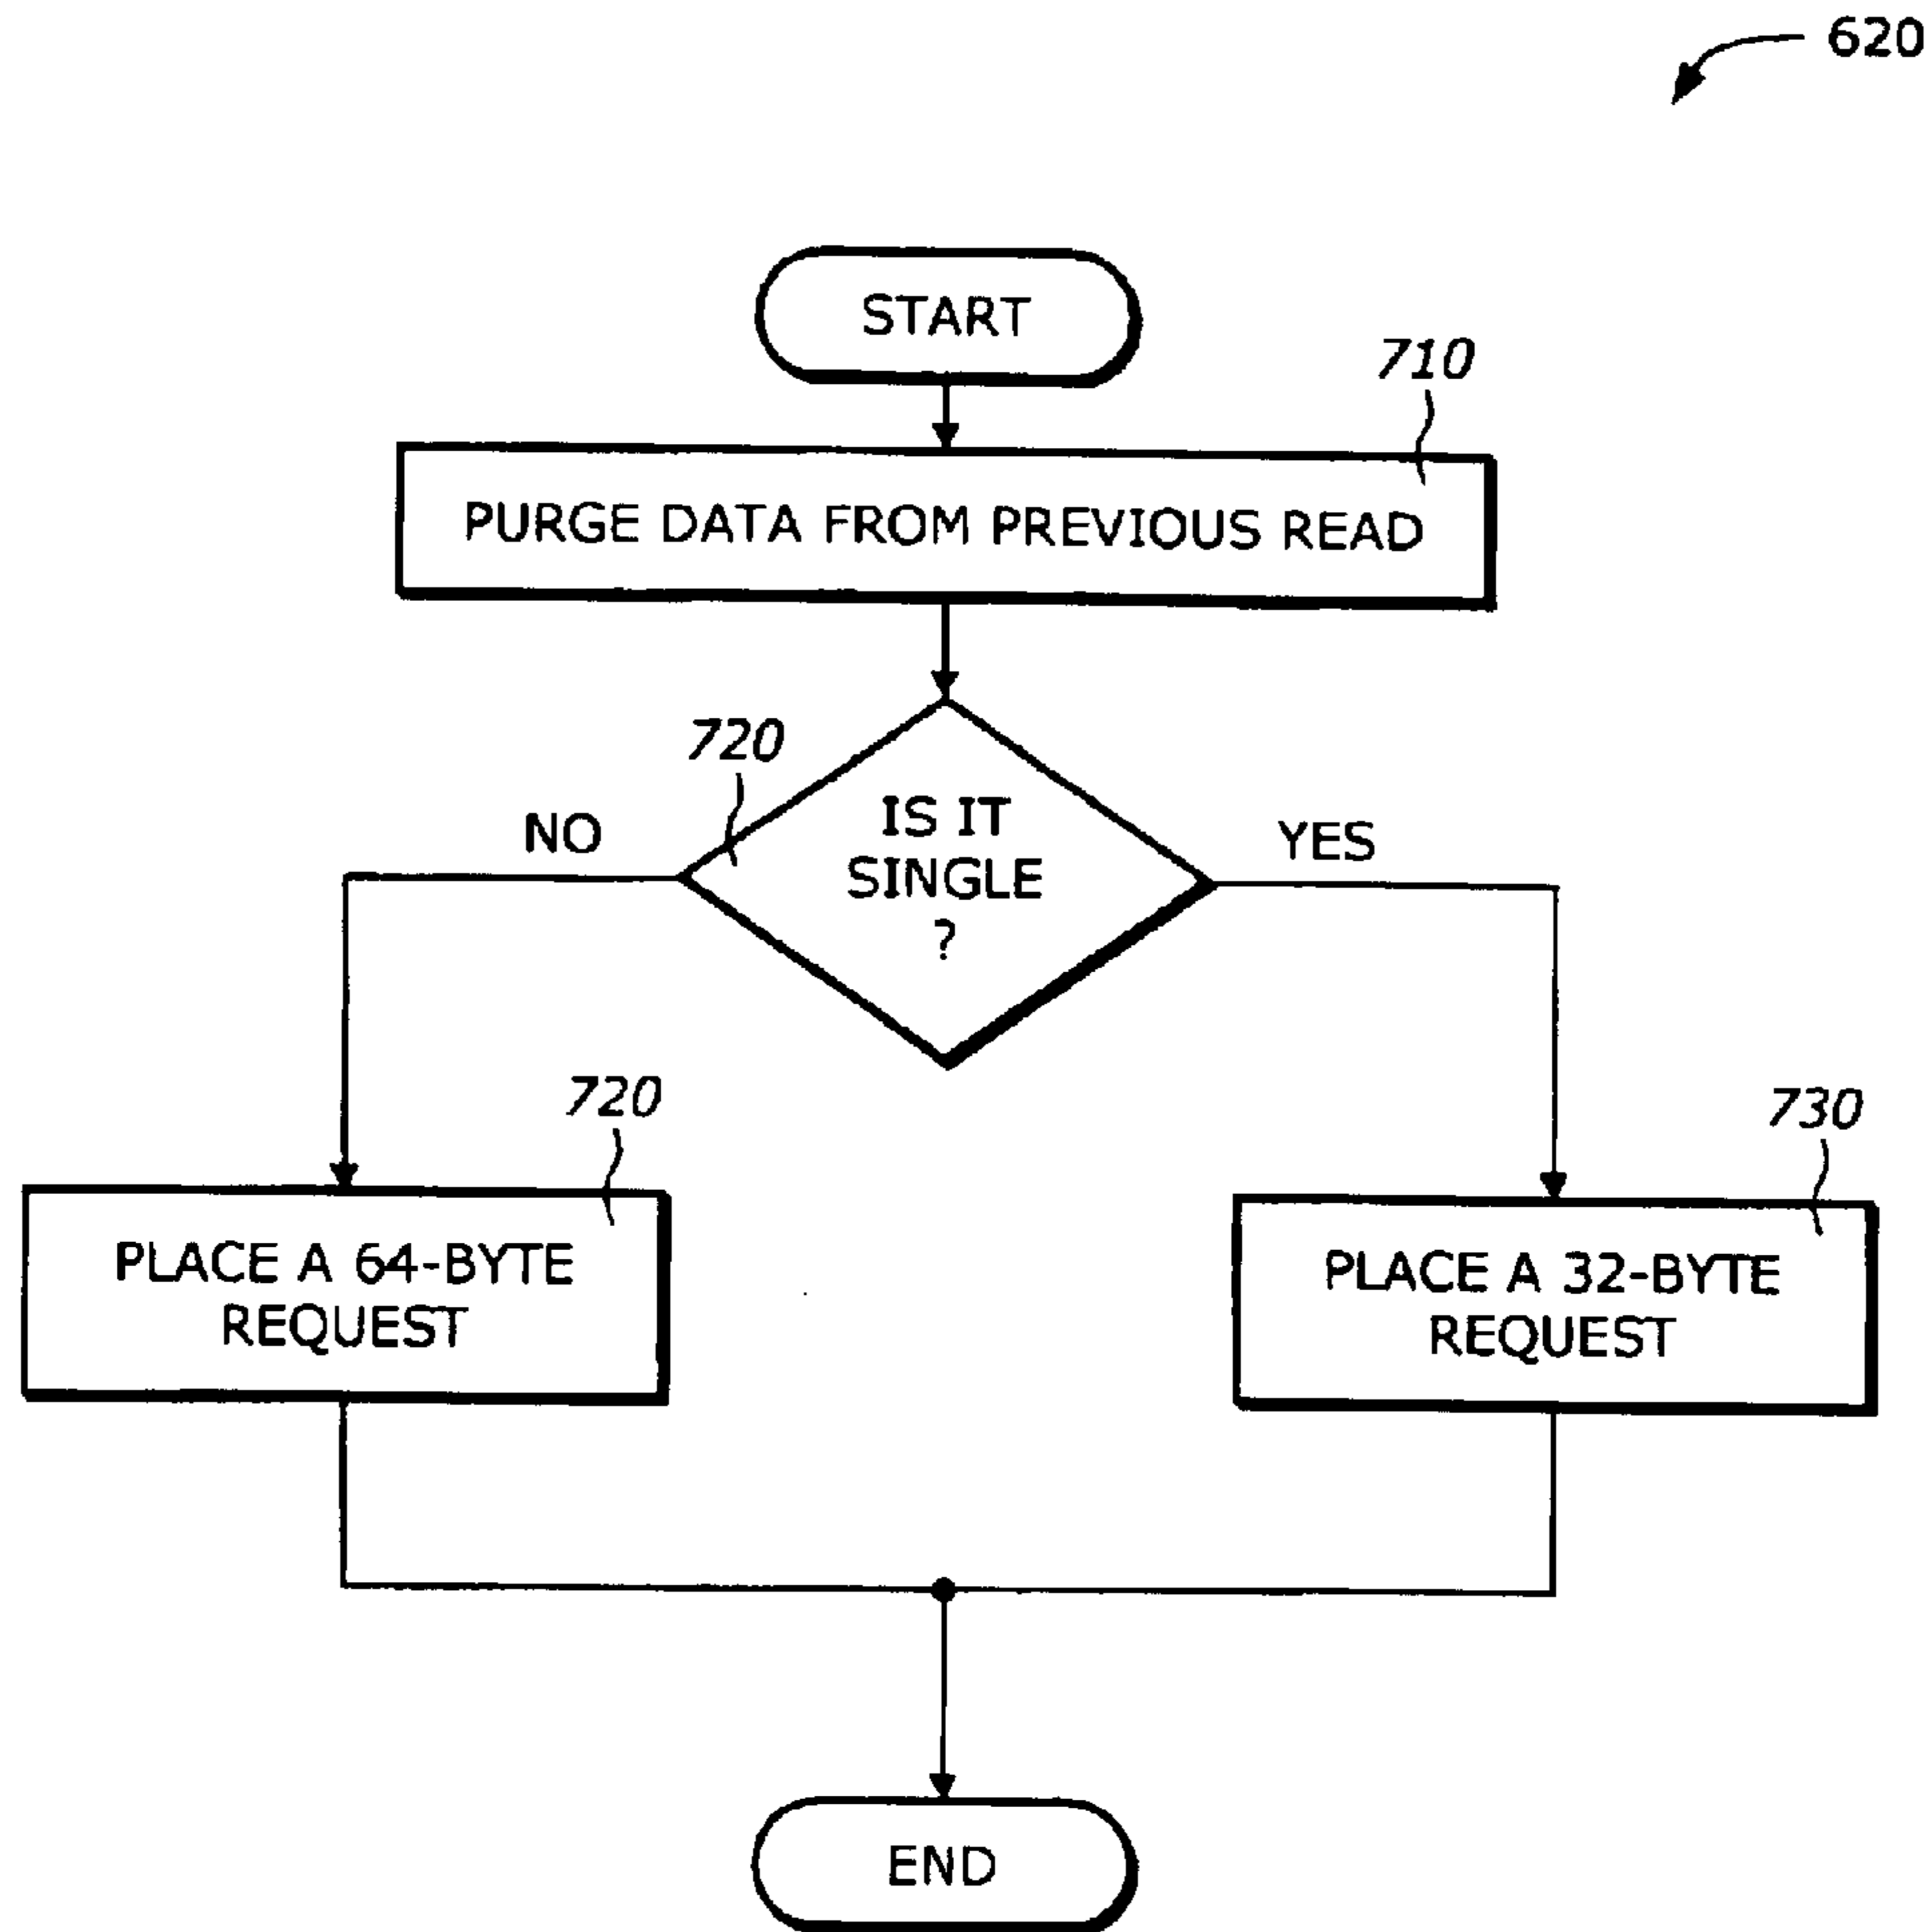 620
START
710
PURGE DATA FROM PREVIOUS READ
720
NO
IS IT
SINGLE
?
YES
720
PLACE A 64-BYTE
REQUEST
730
PLACE A 32-BYTE
REQUEST
END